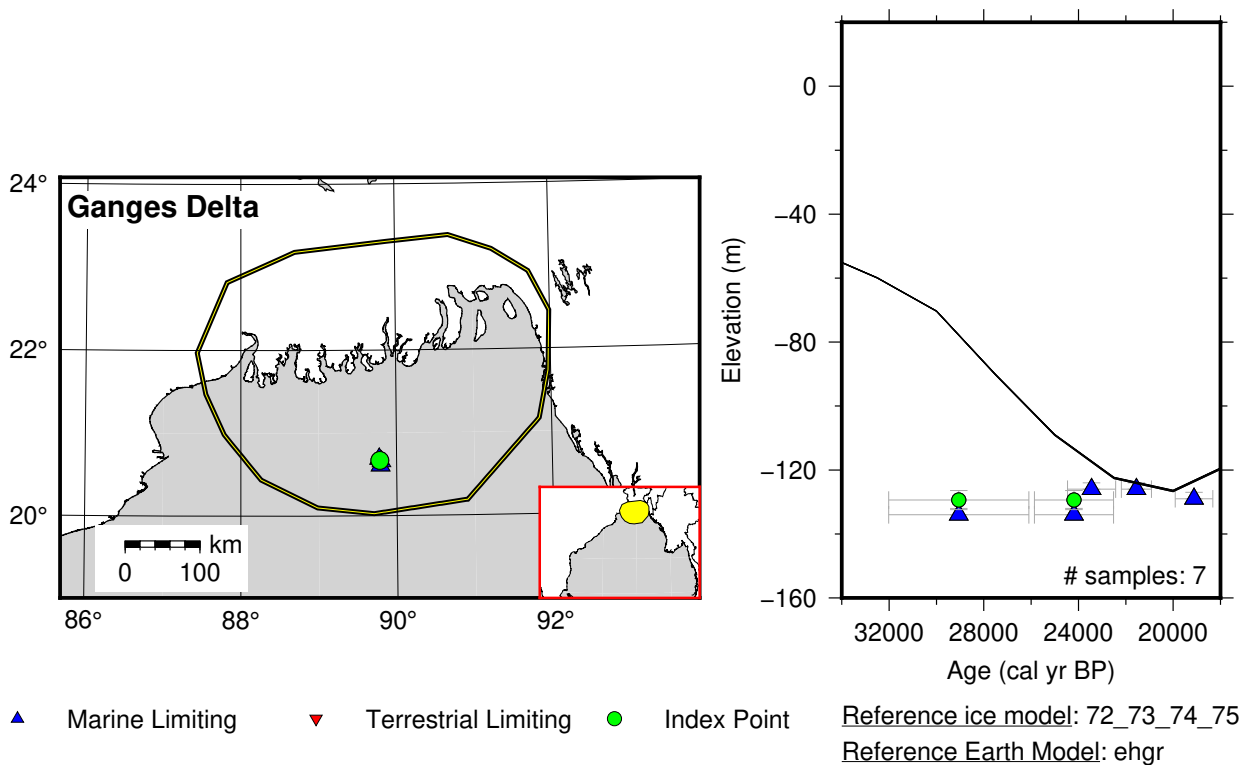 Ganges Delta
24°
22°
20°
86°
88°
90°
92°
km
0 100
Elevation (m)
0
−40
−80
−120
−160
# samples: 7
32000 28000 24000 20000
Age (cal yr BP)
Marine Limiting
Terrestrial Limiting
Index Point
Reference ice model: 72_73_74_75
Reference Earth Model: ehgr